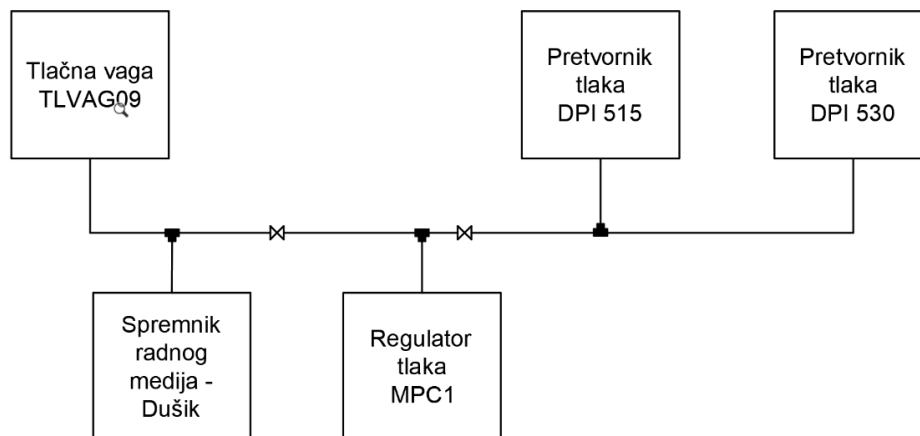 Tlačna vaga
TLVAG09
Pretvornik
tlaka
DPI 515
Pretvornik
tlaka
DPI 530
Spremnik
radnog
medija -
Dušik
Regulator
tlaka
MPC1